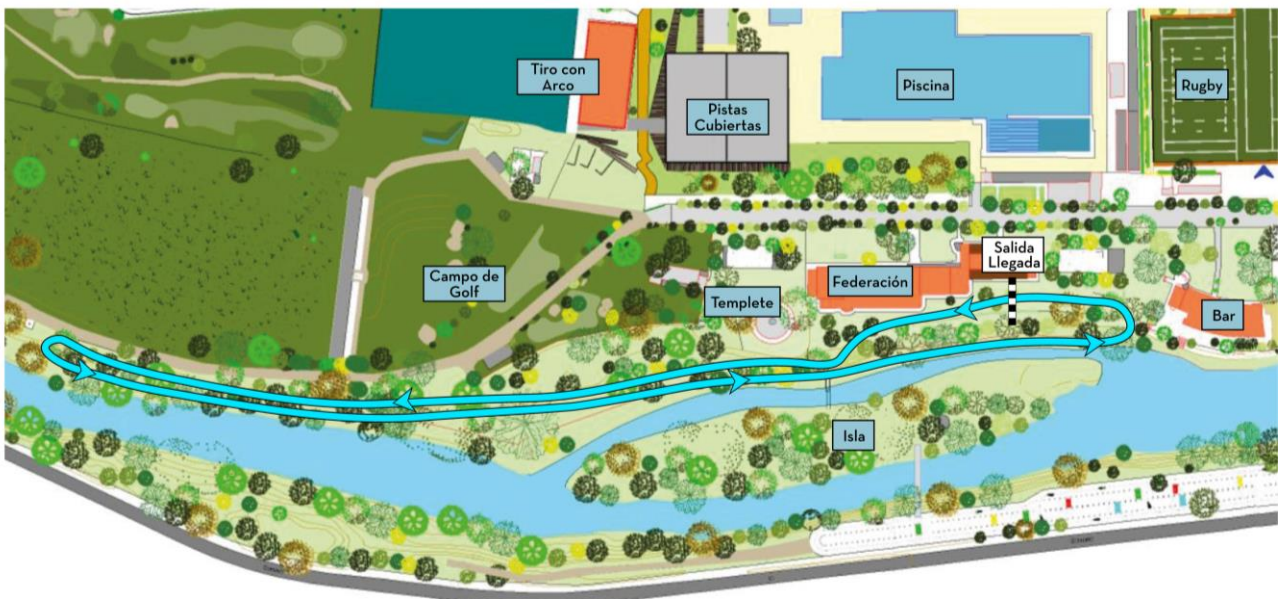 Tiro con
Arco
Pistas
Cubiertas
Piscina
Rugby
Campo de
Golf
Templete
Federación
Salida
Llegada
Bar
Isla